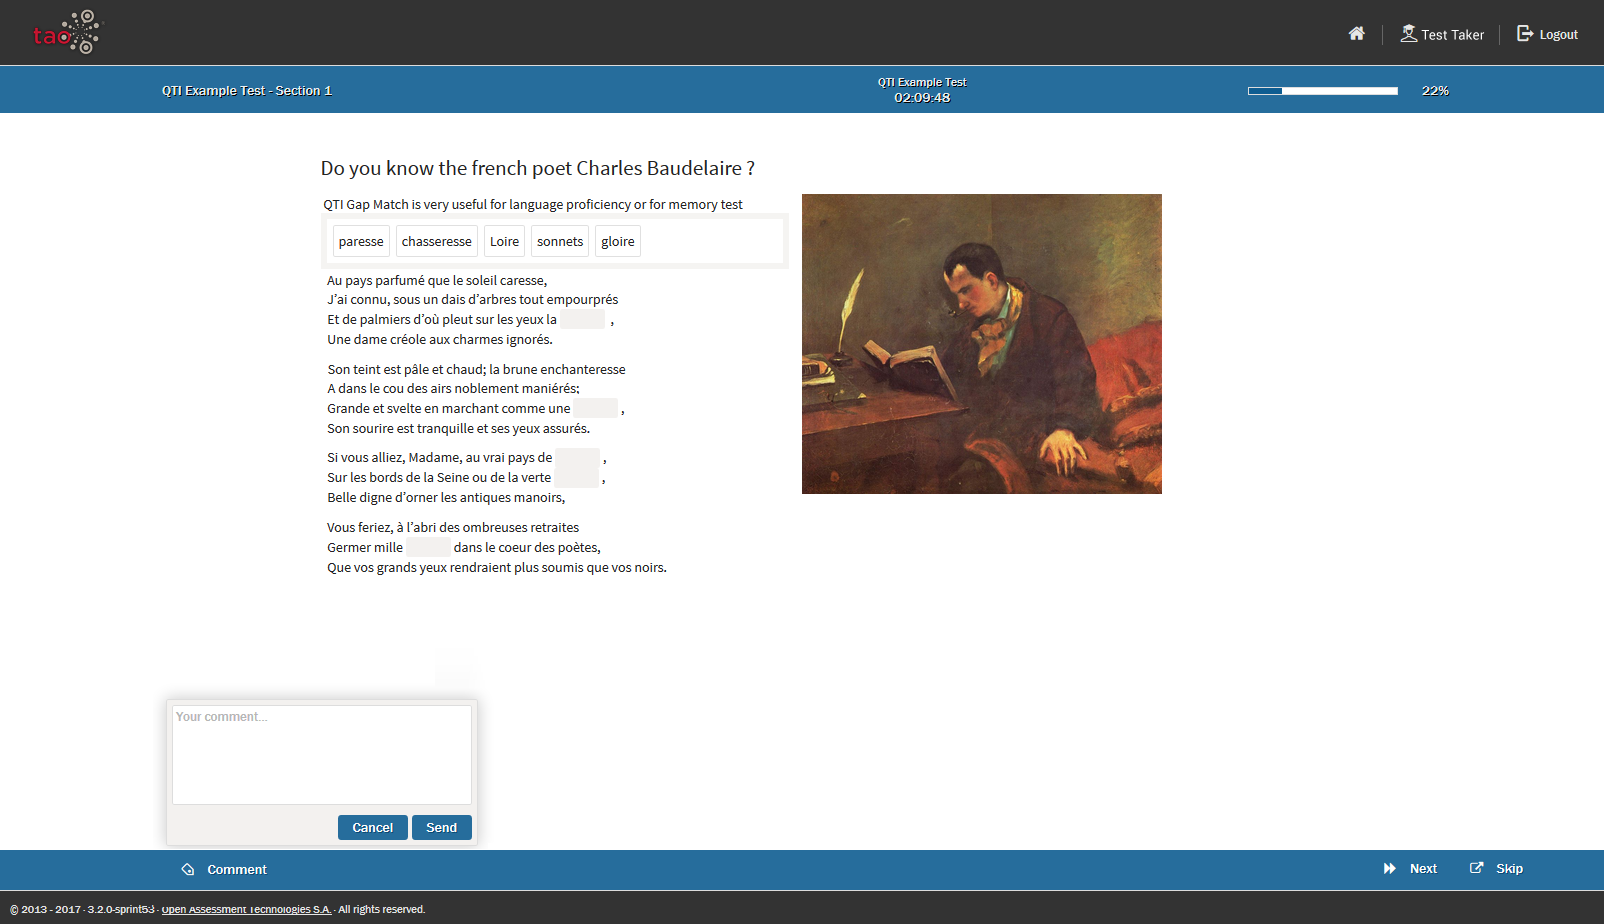 tao
Test Taker
Logout
QTI Example Test - Section 1
QTI Example Test
02:09:48
22%
Do you know the french poet Charles Baudelaire ?
QTI Gap Match is very useful for language proficiency or for memory test
paresse chasseresse Loire sonnets gloire
Au pays parfumé que le soleil caresse,
J’ai connu, sous un dais d’arbres tout empourprés
Et de palmiers d’où pleut sur les yeux la ,
Une dame créole aux charmes ignorés.
Son teint est pâle et chaud; la brune enchanteresse
A dans le cou des airs noblement maniérés;
Grande et svelte en marchant comme une ,
Son sourire est tranquille et ses yeux assurés.
Si vous alliez, Madame, au vrai pays de ,
Sur les bords de la Seine ou de la verte ,
Belle digne d’orner les antiques manoirs,
Vous feriez, à l’abri des ombreuses retraites
Germer mille dans le coeur des poètes,
Que vos grands yeux rendraient plus soumis que vos noirs.
Your comment...
Cancel Send
Comment
Next
Skip
© 2013 - 2017 · 3.2.0-sprint53 · Open Assessment Technologies S.A. · All rights reserved.